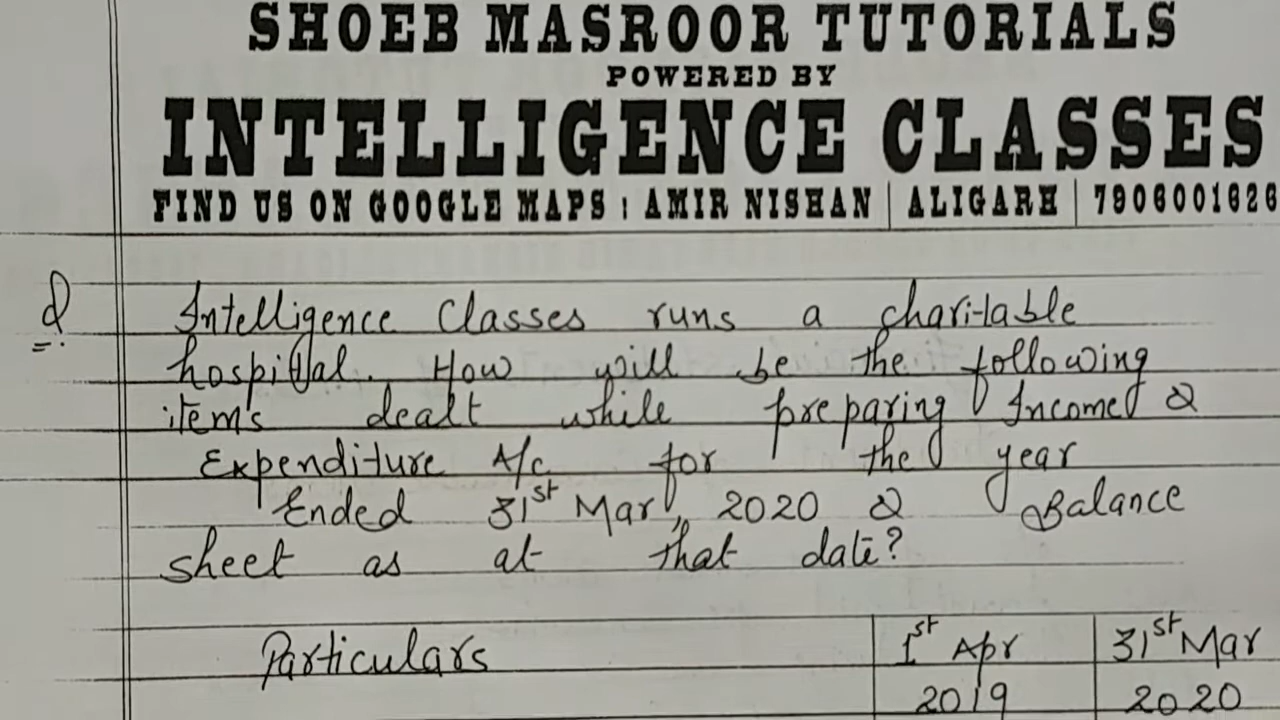 SHOEB MASROOR TUTORIALS
POWERED BY
INTELLIGENCE CLASSES
FIND US ON GOOGLE MAPS : AMIR NISHAN | ALIGARH | 7906001626
Q Intelligence Classes runs a charitable
hospital. How will be the following
items dealt while preparing Income &
Expenditure A/c for the year
Ended 31st Mar, 2020 & Balance
sheet as at that date?
Particulars 1st Apr 31st Mar
2019 2020